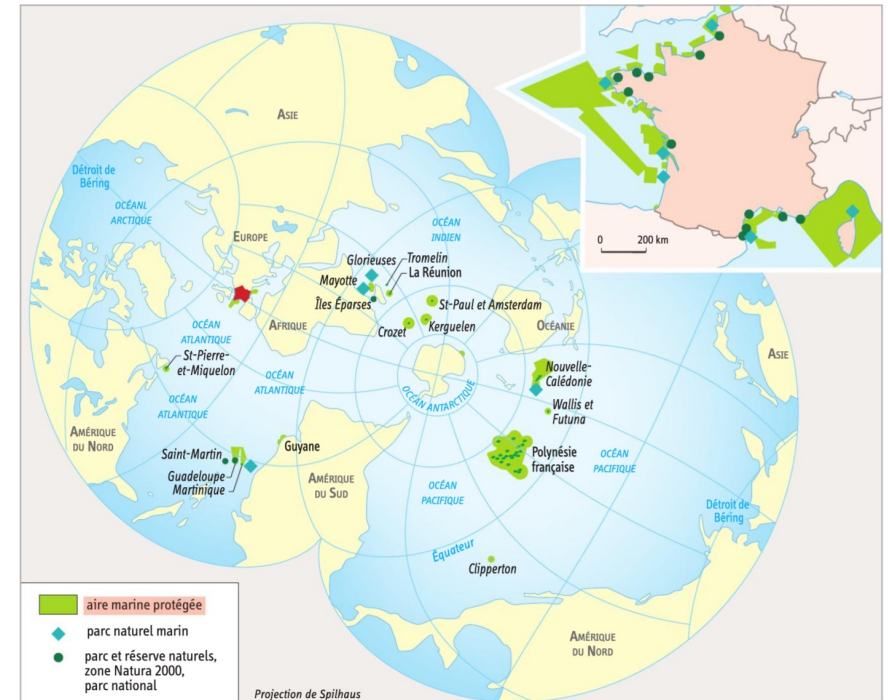 ASIE
Détroit de
Béring
OCÉANL
ARCTIQUE
EUROPE
OCÉAN
INDIEN
Glorieuses
Tromelin
La Réunion
Mayotte
Îles Éparses
St-Paul et Amsterdam
Crozet
Kerguelen
AFRIQUE
OCÉANIE
OCÉAN
ATLANTIQUE
St-Pierre-
et-Miquelon
OCÉAN
ATLANTIQUE
OCÉAN
ATLANTIQUE
OCÉAN ANTARCTIQUE
Nouvelle-
Calédonie
Wallis et
Futuna
ASIE
AMÉRIQUE
DU NORD
Saint-Martin
Guadeloupe
Martinique
Guyane
AMÉRIQUE
DU SUD
Polynésie
française
OCÉAN
PACIFIQUE
OCÉAN
PACIFIQUE
Détroit de
Béring
Équateur
Clipperton
AMÉRIQUE
DU NORD
0 200 km
aire marine protégée
parc naturel marin
parc et réserve naturels,
zone Natura 2000,
parc national
Projection de Spilhaus